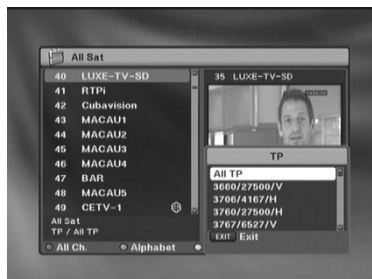 All Sat
40 LUXE-TV-SD
41 RTPi
42 Cubavision
43 MACAU1
44 MACAU2
45 MACAU3
46 MACAU4
47 BAR
48 MACAU5
49 CETV-1
All Sat
TP / All TP
All Ch.
Alphabet
35 LUXE-TV-SD
TP
All TP
3660/27500/V
3706/4167/H
3760/27500/H
3767/6527/V
EXIT Exit